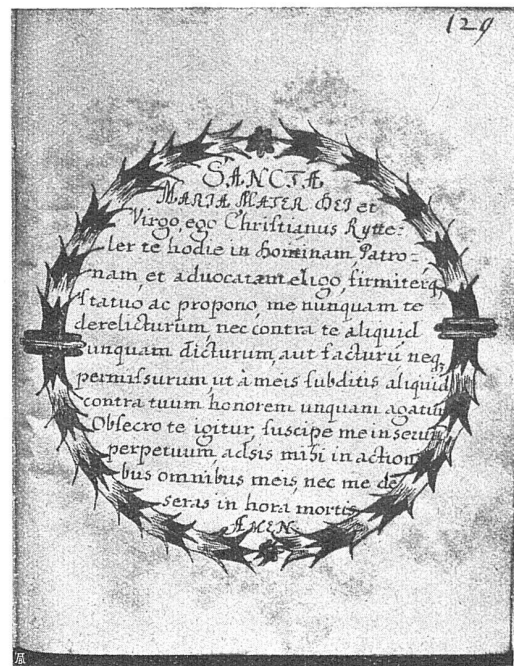 129
SANCTA
MARIA MATER DEI et
Virgo, ego Christianus Rytte-
ler te hodie in Dominam Patro-
nam, et advocatam eligo, firmiterq,
statuo ac propono, me nunquam te
derelicturum, nec contra te aliquid
unquam dicturum, aut facturū neq,
permissurum, ut à meis subditis aliquid
contra tuum honorem unquam agatur
Obsecro te igitur, suscipe me in servū
perpetuum, adsis mihi in action
bus omnibus meis, nec me de
seras in hora mortis
AMEN